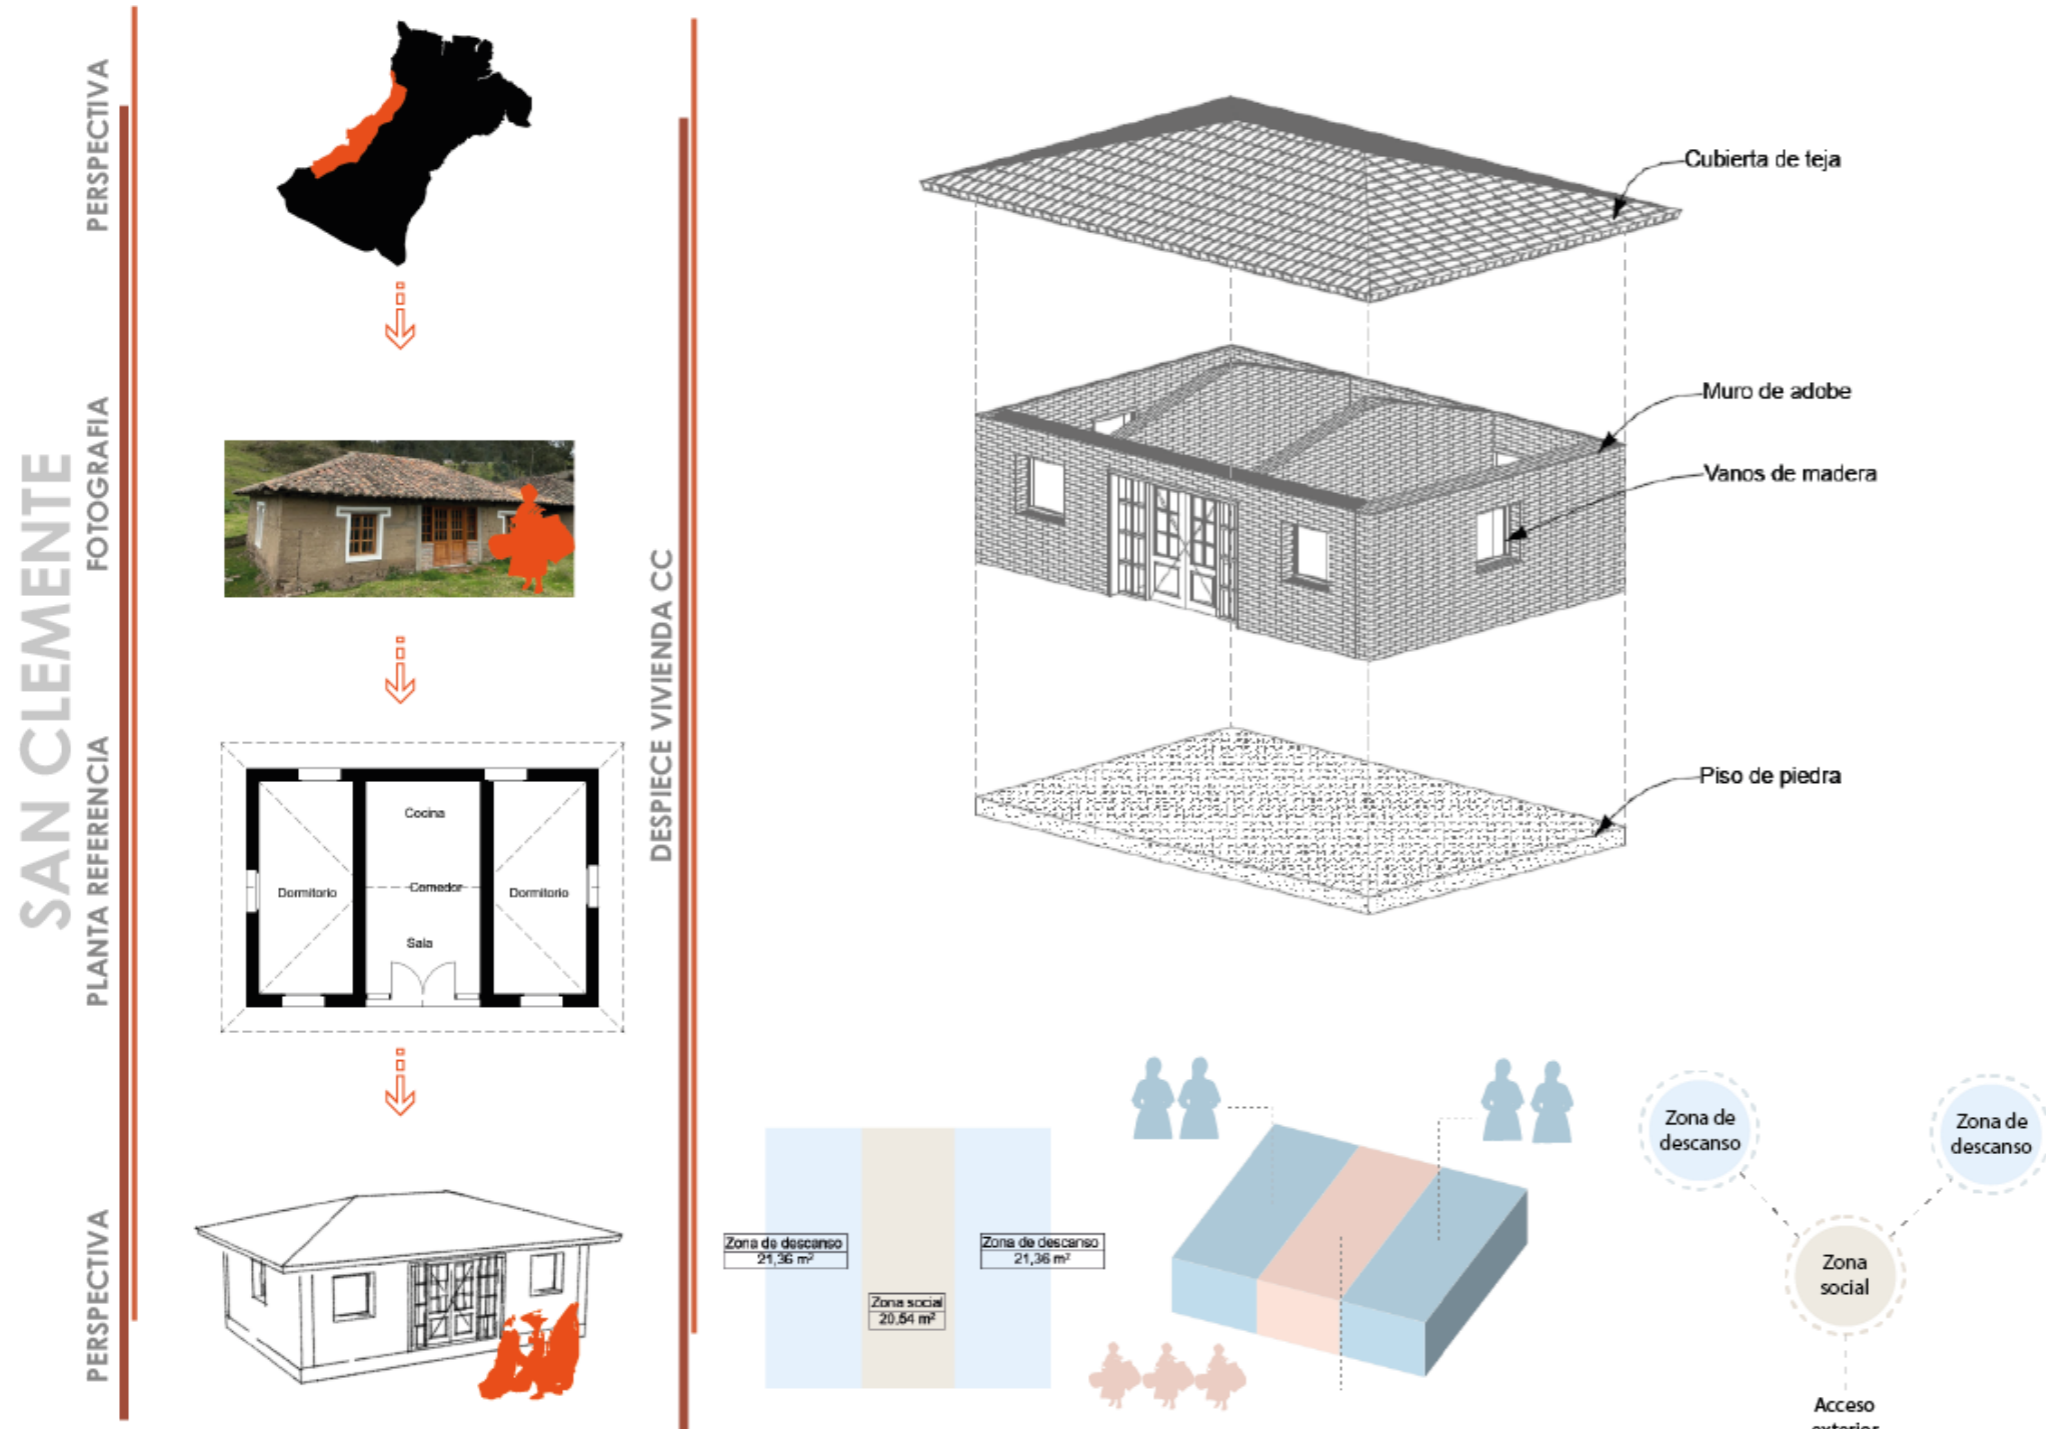 SAN CLEMENTE
PERSPECTIVA
FOTOGRAFIA
PLANTA REFERENCIA
PERSPECTIVA
Cocina
Comedor
Dormitorio
Dormitorio
Sala
DESPIECE VIVIENDA CC
Cubierta de teja
Muro de adobe
Vanos de madera
Piso de piedra
Zona de descanso
21,36 m²
Zona social
20,54 m²
Zona de descanso
21,36 m²
Zona de
descanso
Zona de
descanso
Zona
social
Acceso
exterior